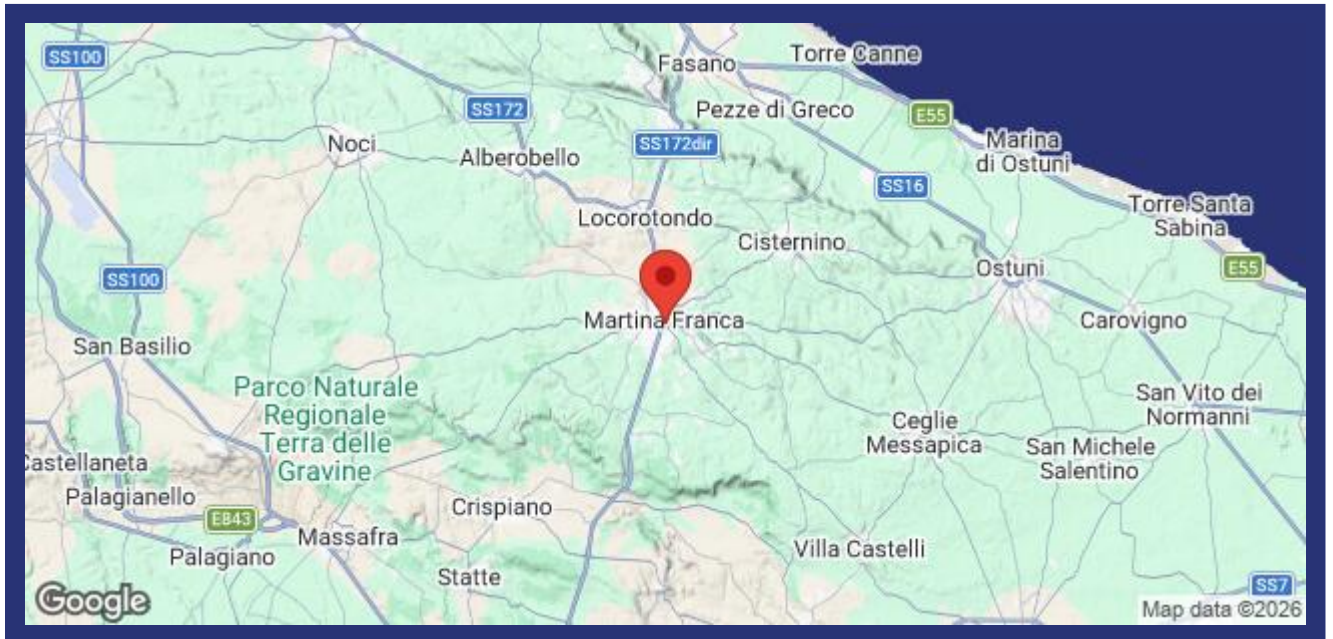 SS100
Fasano
Torre Canne
SS172
Pezze di Greco
E55
Noci
Alberobello
SS172dir
Marina
di Ostuni
SS16
Locorotondo
Torre Santa
Sabina
Cisternino
SS100
Ostuni
E55
Martina Franca
Carovigno
San Basilio
Parco Naturale
Regionale
Terra delle
Gravine
San Vito dei
Normanni
Ceglie
Messapica
San Michele
Salentino
Castellaneta
Palagianello
Crispiano
E843
Massafra
Palagiano
Villa Castelli
Statte
SS7
Google
Map data ©2026